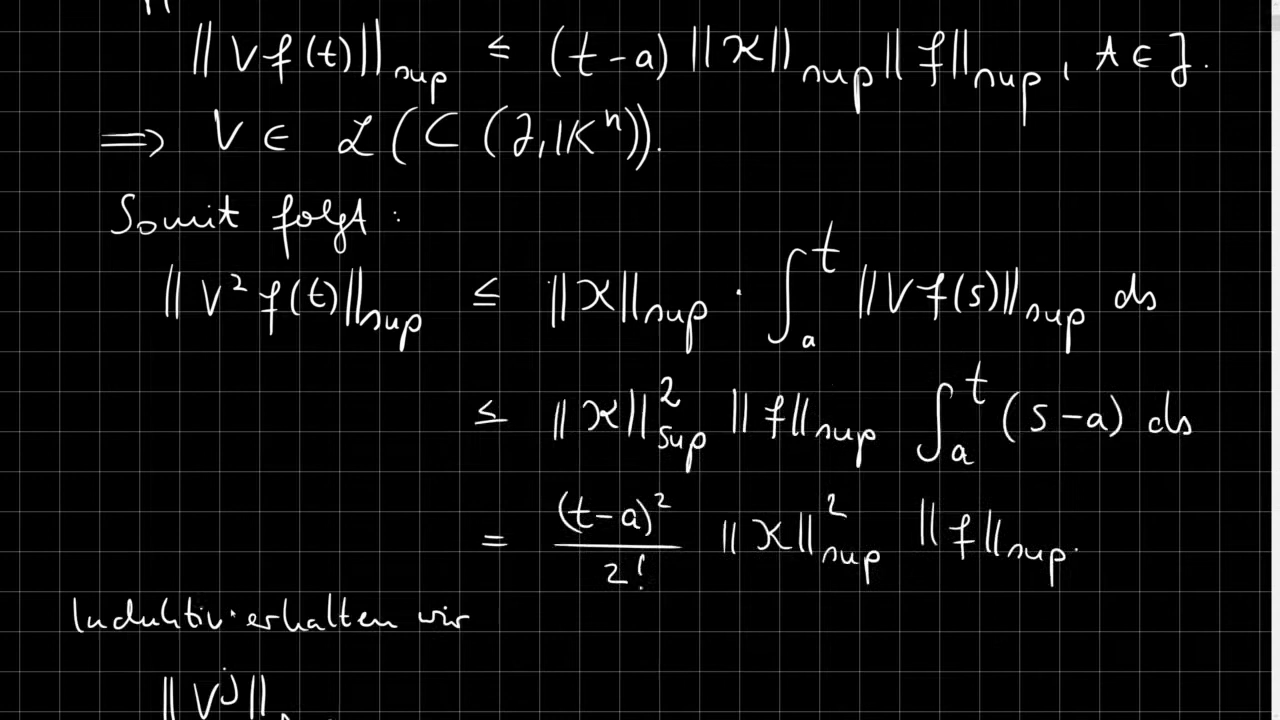 ‖Vf(t)‖_sup ≤ (t-a) ‖𝒦‖_sup ‖f‖_sup, t ∈ J.
⟹ V ∈ ℒ(C(J, 𝕂^n)).
Somit folgt:
‖V² f(t)‖_sup ≤ ‖𝒦‖_sup · ∫_a^t ‖Vf(s)‖_sup ds
≤ ‖𝒦‖²_sup ‖f‖_sup ∫_a^t (s-a) ds
= (t-a)²/2! ‖𝒦‖²_sup ‖f‖_sup.
Induktiv erhalten wir
‖V^j‖